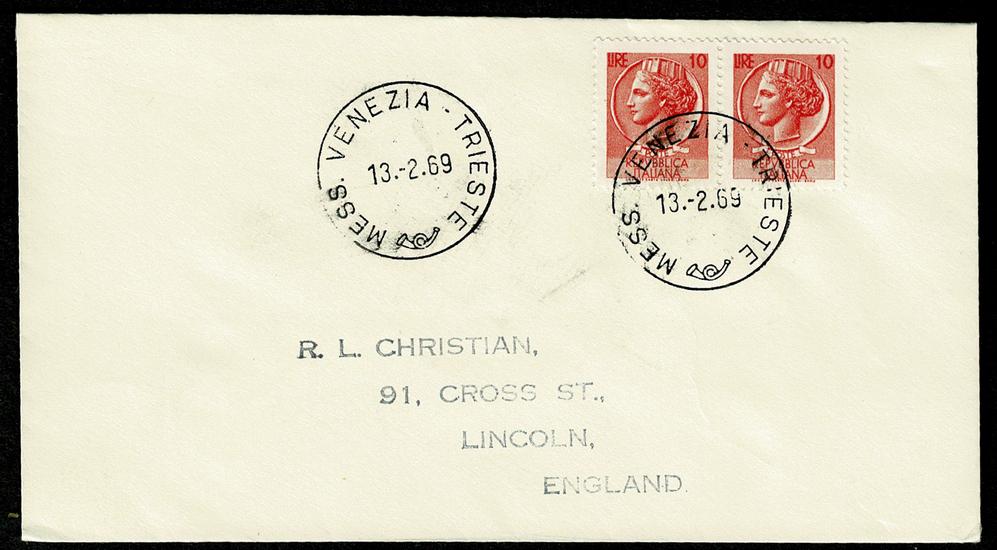 MESS. VENEZIA - TRIESTE
13.-2.69
LIRE 10
REPUBBLICA
ITALIANA
LIRE 10
REPUBBLICA
ITALIANA
MESS. VENEZIA - TRIESTE
13.-2.69
R. L. CHRISTIAN,
91, CROSS ST.,
LINCOLN,
ENGLAND.